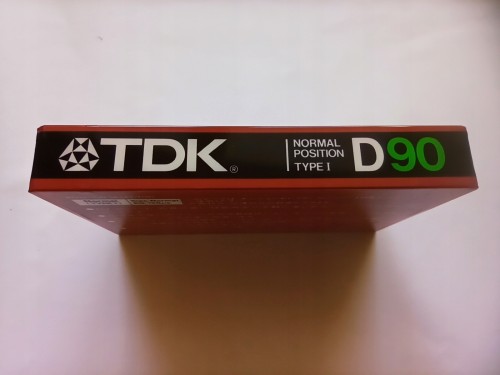 TDK®
NORMAL
POSITION
TYPE I
D90